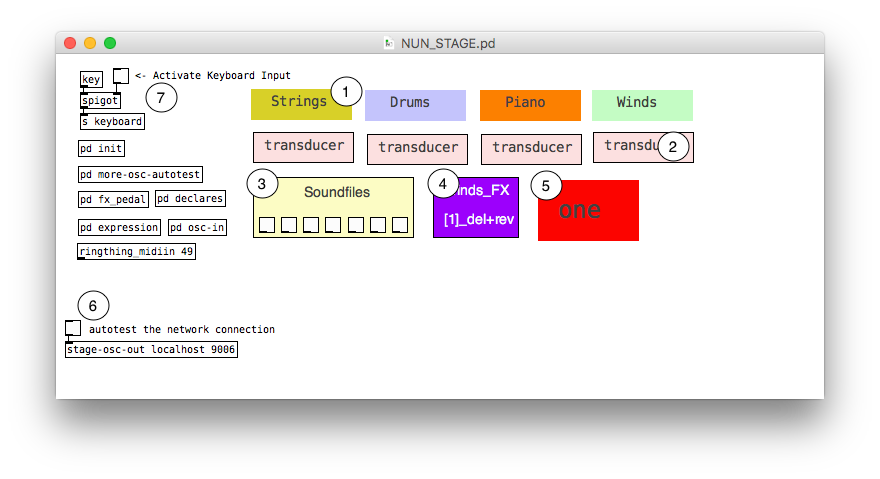 NUN_STAGE.pd
key
<- Activate Keyboard Input
spigot
7
s keyboard
Strings
1
Drums
Piano
Winds
pd init
transducer
transducer
transducer
2
pd more-osc-autotest
pd fx_pedal
pd declares
pd expression
pd osc-in
ringthing_midiin 49
3
Soundfiles
4
[1]_del+rev
5
one
6
autotest the network connection
stage-osc-out localhost 9006